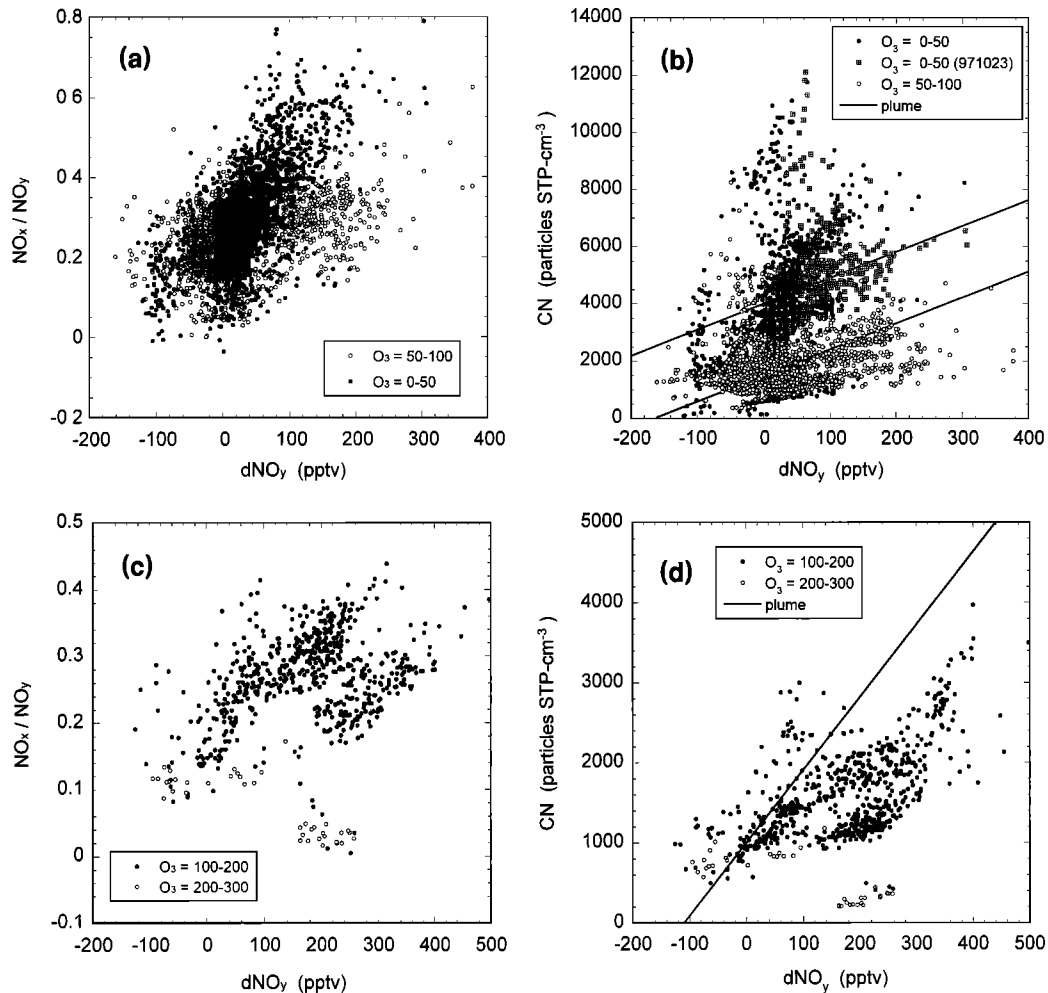 (a)
0.8
0.6
0.4
0.2
0
-0.2
NOx / NOy
O3 = 50-100
O3 = 0-50
-200 -100 0 100 200 300 400
dNOy (pptv)
(b)
14000
12000
10000
8000
6000
4000
2000
0
CN (particles STP-cm-3)
O3 = 0-50
O3 = 0-50 (971023)
O3 = 50-100
plume
-200 -100 0 100 200 300 400
dNOy (pptv)
(c)
0.5
0.4
0.3
0.2
0.1
0
-0.1
NOx / NOy
O3 = 100-200
O3 = 200-300
-200 -100 0 100 200 300 400 500
dNOy (pptv)
(d)
5000
4000
3000
2000
1000
0
CN (particles STP-cm-3)
O3 = 100-200
O3 = 200-300
plume
-200 -100 0 100 200 300 400 500
dNOy (pptv)